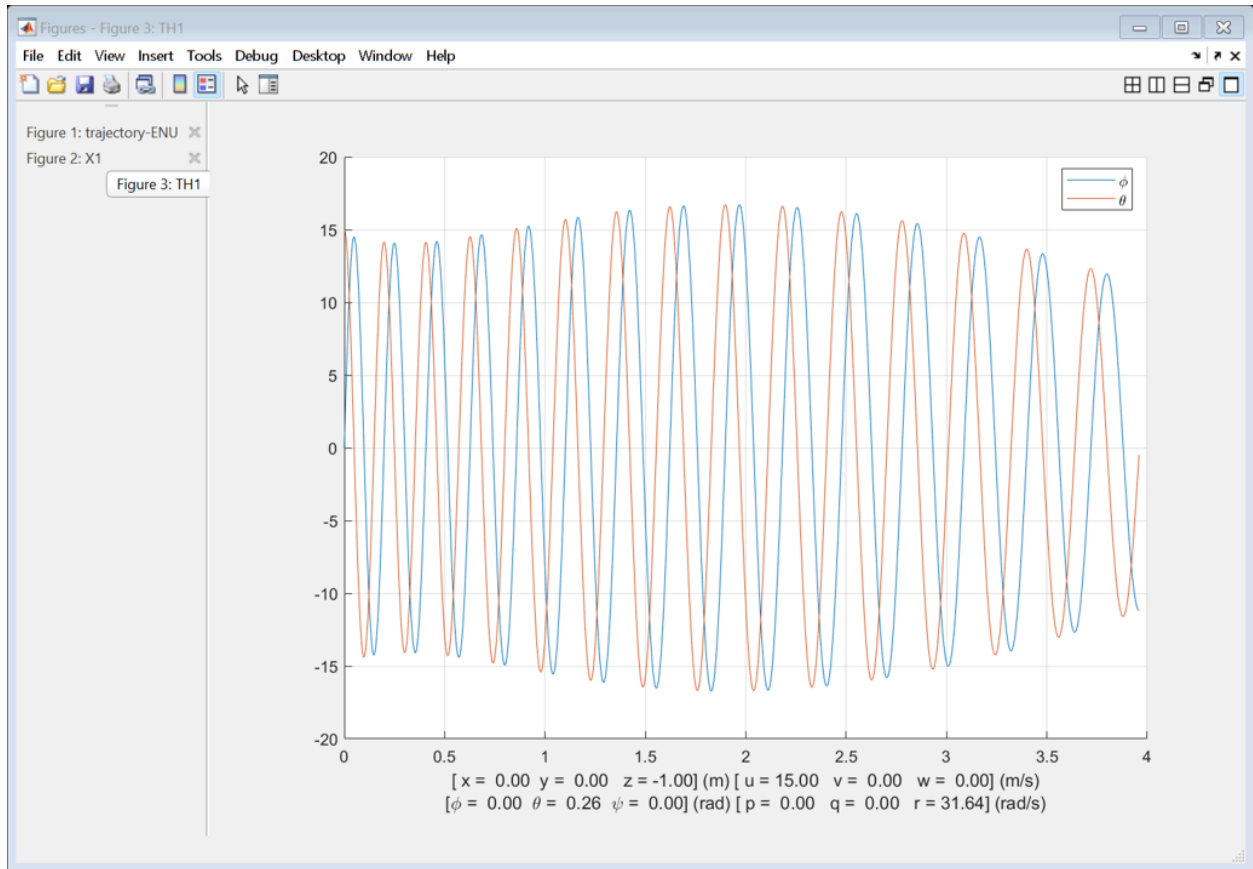 Figures - Figure 3: TH1
File Edit View Insert Tools Debug Desktop Window Help
Figure 1: trajectory-ENU
Figure 2: X1
Figure 3: TH1
ϕ
θ
20
15
10
5
0
-5
-10
-15
-20
0 0.5 1 1.5 2 2.5 3 3.5 4
[ x = 0.00 y = 0.00 z = -1.00] (m) [ u = 15.00 v = 0.00 w = 0.00] (m/s)
[ϕ = 0.00 θ = 0.26 ψ = 0.00] (rad) [ p = 0.00 q = 0.00 r = 31.64] (rad/s)